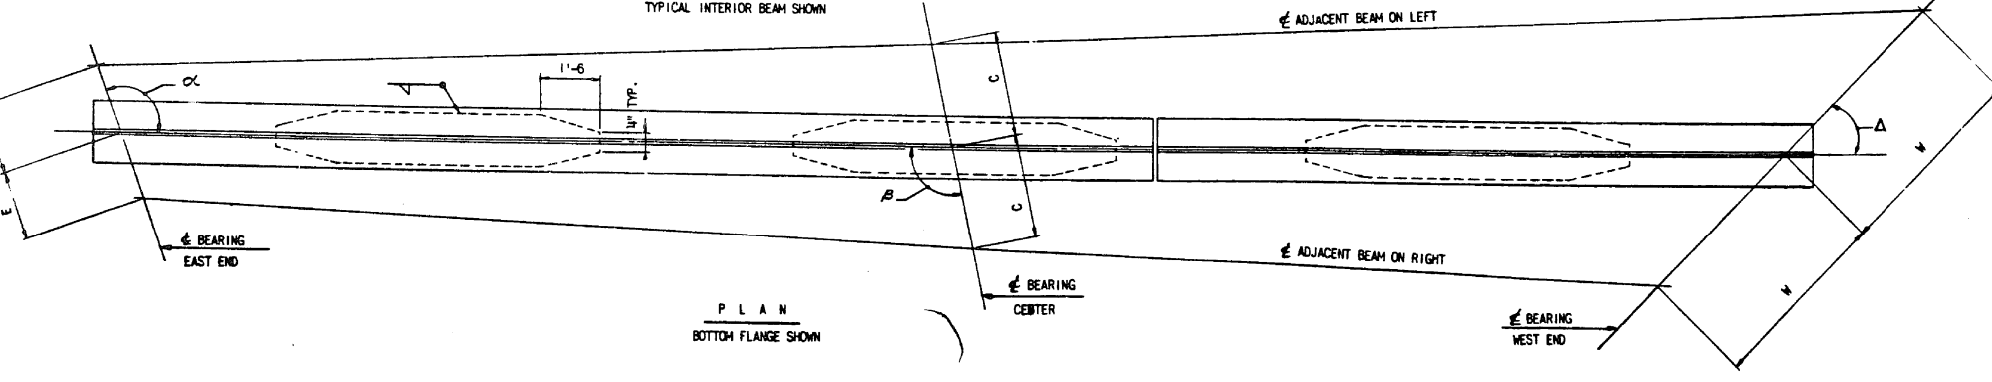 TYPICAL INTERIOR BEAM SHOWN
℄ ADJACENT BEAM ON LEFT
1'-6
α
4" TYP.
C
Δ
W
β
C
E
℄ BEARING
EAST END
℄ ADJACENT BEAM ON RIGHT
℄ BEARING
CENTER
W
PLAN
BOTTOM FLANGE SHOWN
℄ BEARING
WEST END